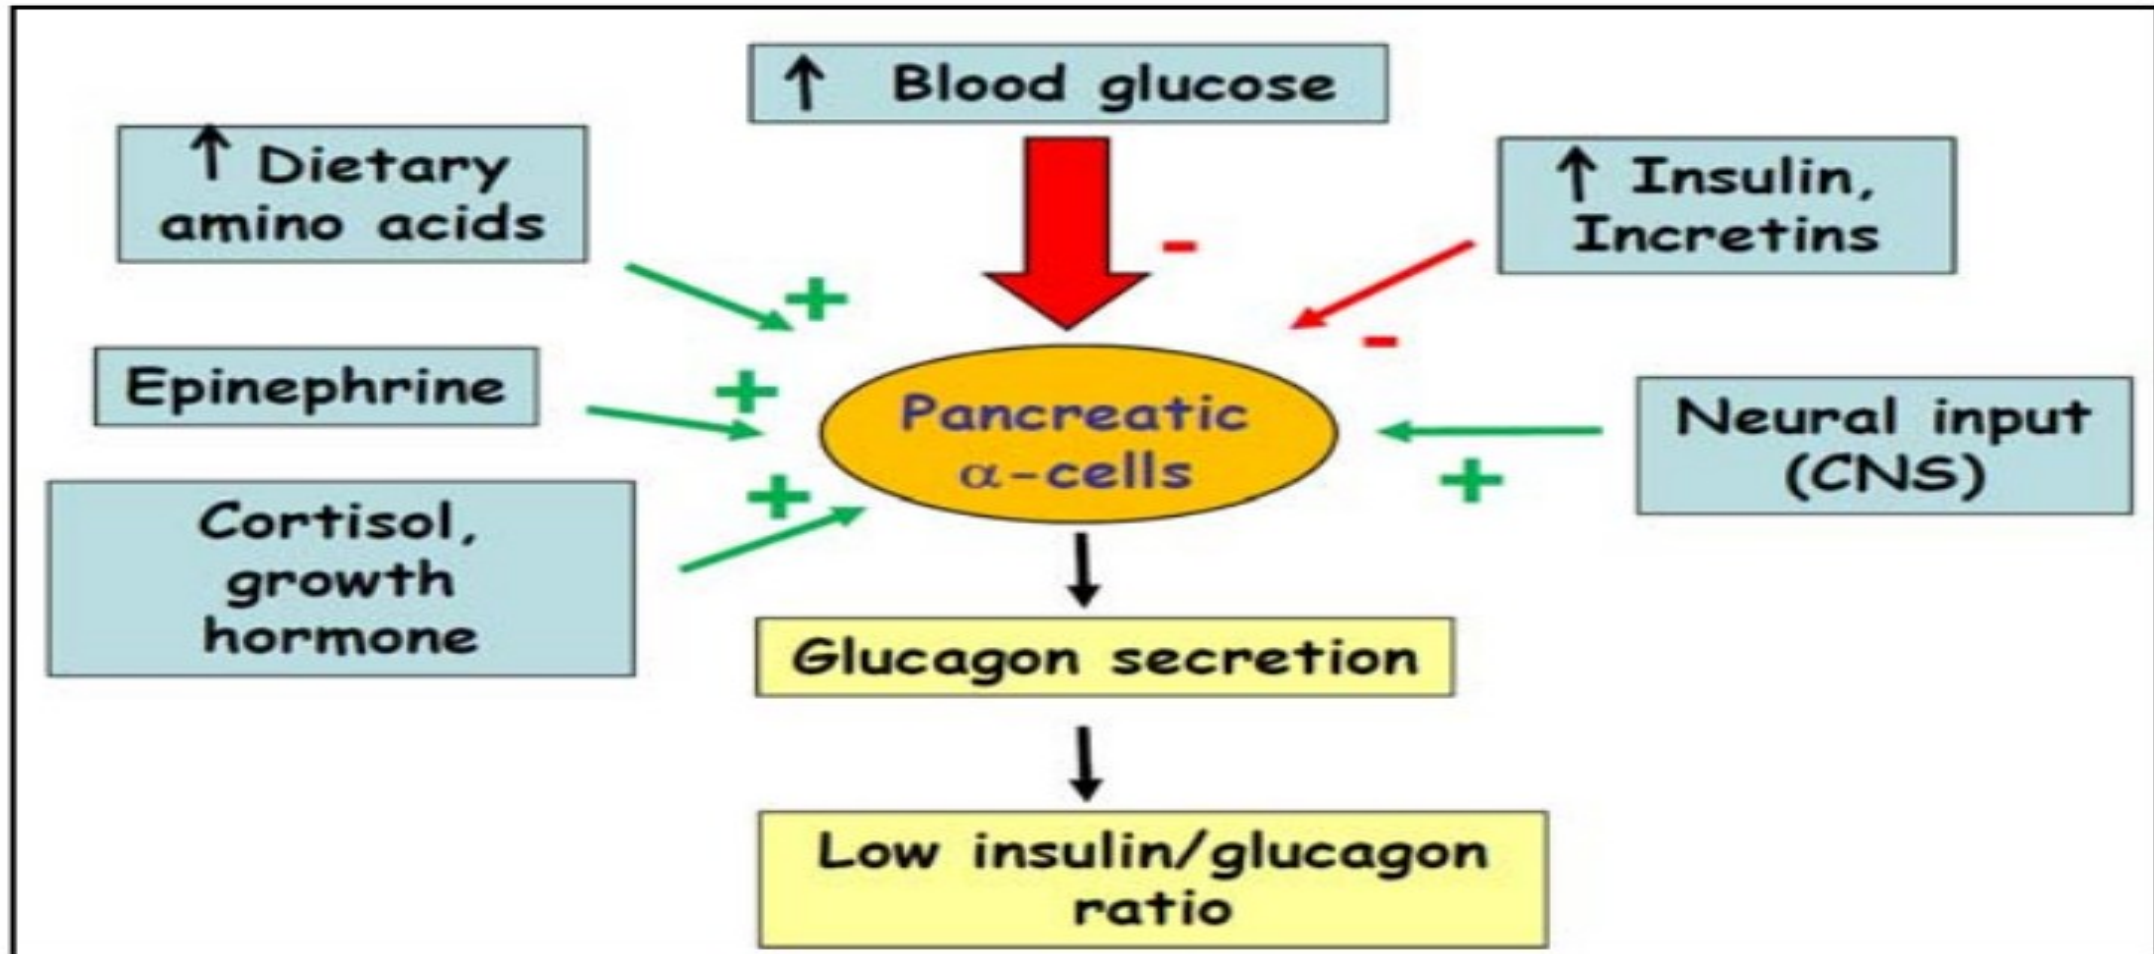 ↑ Blood glucose
↑ Dietary
amino acids
↑ Insulin,
Incretins
-
+
-
Epinephrine
+
Pancreatic
α-cells
Neural input
(CNS)
+
+
Cortisol,
growth
hormone
Glucagon secretion
Low insulin/glucagon
ratio